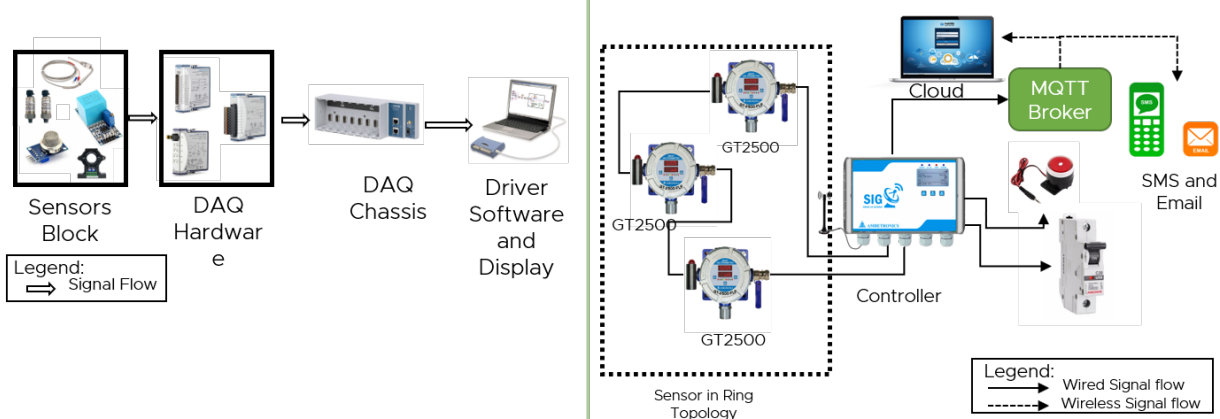 Sensors
Block
DAQ
Hardwar
e
DAQ
Chassis
Driver
Software
and
Display
Legend:
Signal Flow
GT2500
GT2500
GT2500
Sensor in Ring
Topology
Cloud
MQTT
Broker
SMS
EMAIL
SMS and
Email
SIG
AMBETRONICS
Controller
Legend:
Wired Signal flow
Wireless Signal flow